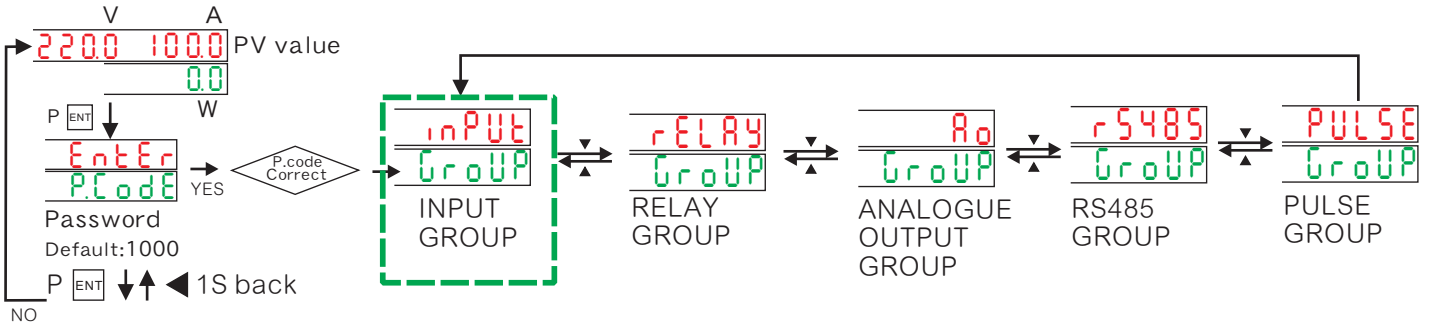 V A
220.0 100.0 PV value
0.0
W
P ENT
EntEr
P.CodE
YES
P.code
Correct
Password
Default:1000
P ENT 1S back
NO
inPUt
GroUP
INPUT
GROUP
rELAY
GroUP
RELAY
GROUP
Ao
GroUP
ANALOGUE
OUTPUT
GROUP
rS485
GroUP
RS485
GROUP
PULSE
GroUP
PULSE
GROUP